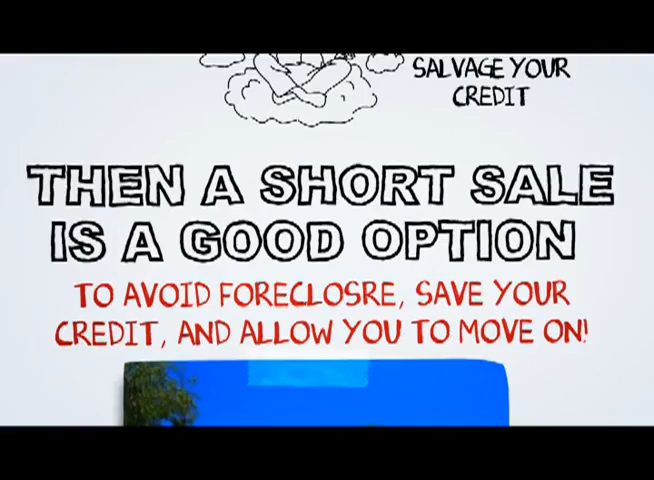 SALVAGE YOUR
CREDIT
THEN A SHORT SALE
IS A GOOD OPTION
TO AVOID FORECLOSRE, SAVE YOUR
CREDIT, AND ALLOW YOU TO MOVE ON!